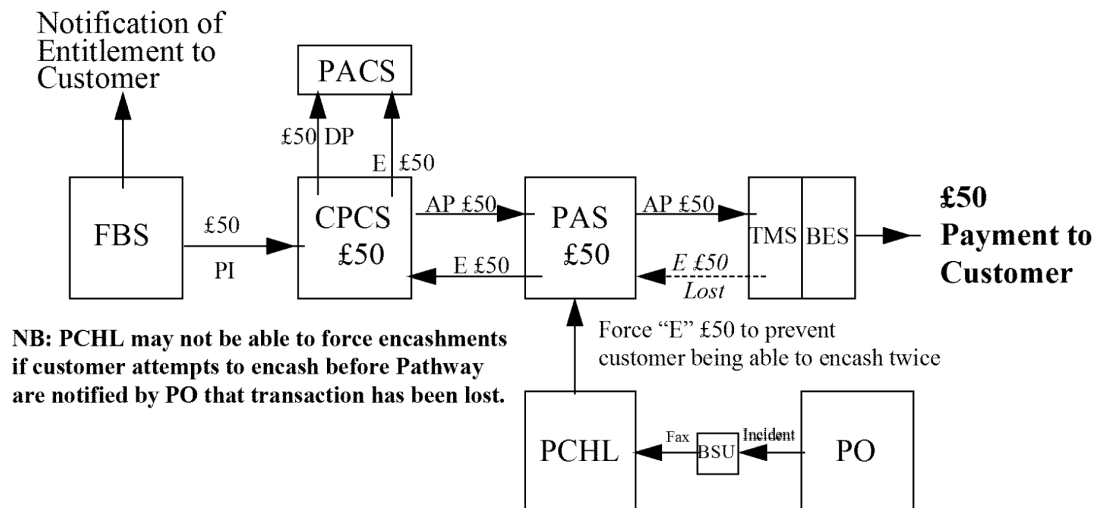 Notification of
Entitlement to
Customer
PACS
£50 DP
E £50
FBS
£50
PI
CPCS
£50
AP £50
E £50
PAS
£50
AP £50
E £50
Lost
TMS
BES
£50
Payment to
Customer
NB: PCHL may not be able to force encashments
if customer attempts to encash before Pathway
are notified by PO that transaction has been lost.
Force “E” £50 to prevent
customer being able to encash twice
PCHL
Fax
BSU
Incident
PO